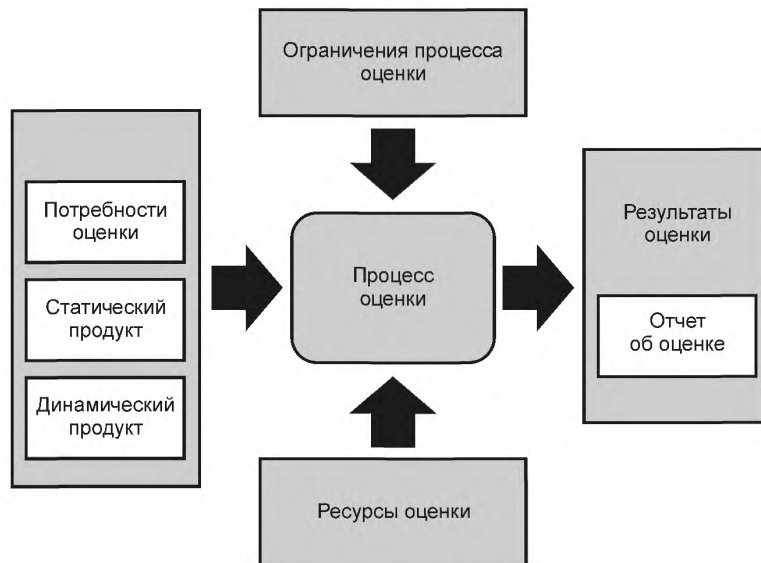 Ограничения процесса
оценки
Потребности
оценки
Статический
продукт
Динамический
продукт
Процесс
оценки
Результаты
оценки
Отчет
об оценке
Ресурсы оценки